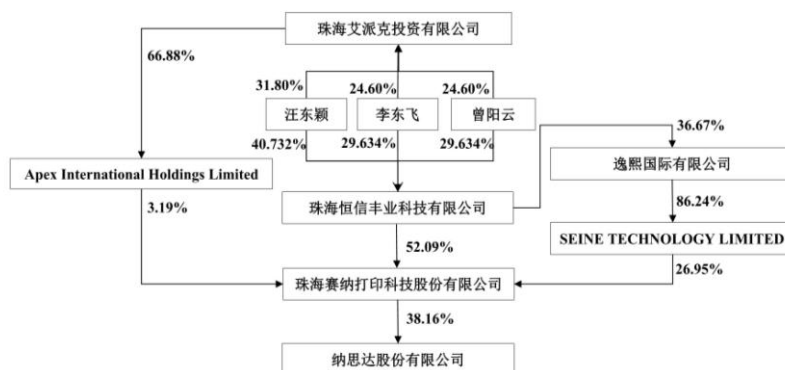 珠海艾派克投资有限公司
66.88%
31.80% 24.60% 24.60%
汪东颖 李东飞 曾阳云
40.732% 29.634% 29.634%
36.67%
逸熙国际有限公司
Apex International Holdings Limited
3.19%
珠海恒信丰业科技有限公司
86.24%
52.09%
SEINE TECHNOLOGY LIMITED
26.95%
珠海赛纳打印科技股份有限公司
38.16%
纳思达股份有限公司